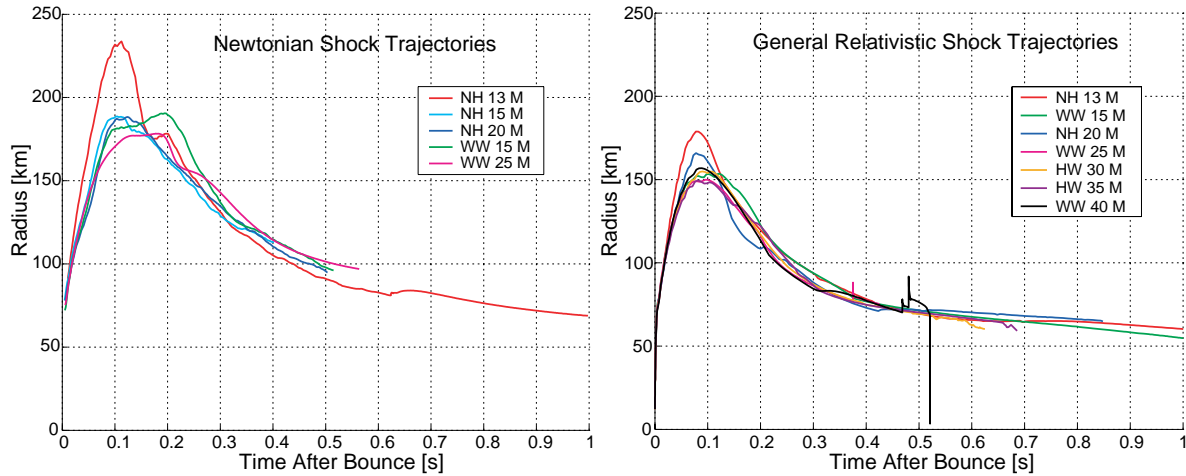 250
200
150
100
50
0
Radius [km]
Newtonian Shock Trajectories
NH 13 M
NH 15 M
NH 20 M
WW 15 M
WW 25 M
0 0.1 0.2 0.3 0.4 0.5 0.6 0.7 0.8 0.9 1
Time After Bounce [s]
250
200
150
100
50
0
Radius [km]
General Relativistic Shock Trajectories
NH 13 M
WW 15 M
NH 20 M
WW 25 M
HW 30 M
HW 35 M
WW 40 M
0 0.1 0.2 0.3 0.4 0.5 0.6 0.7 0.8 0.9 1
Time After Bounce [s]